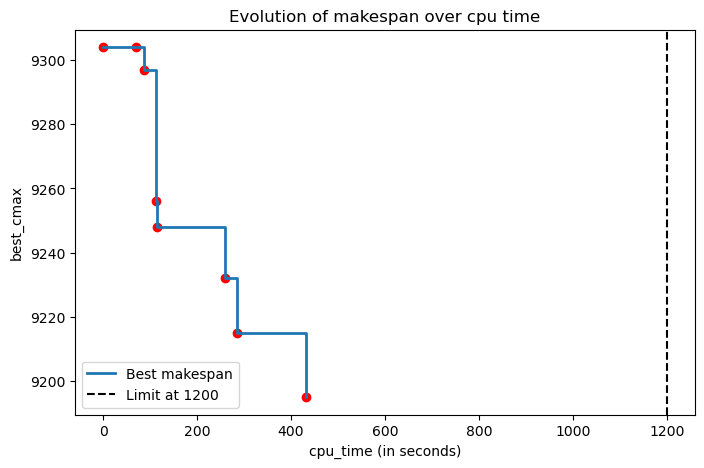 Evolution of makespan over cpu time
best_cmax
9300
9280
9260
9240
9220
9200
Best makespan
Limit at 1200
0
200
400
600
800
1000
1200
cpu_time (in seconds)